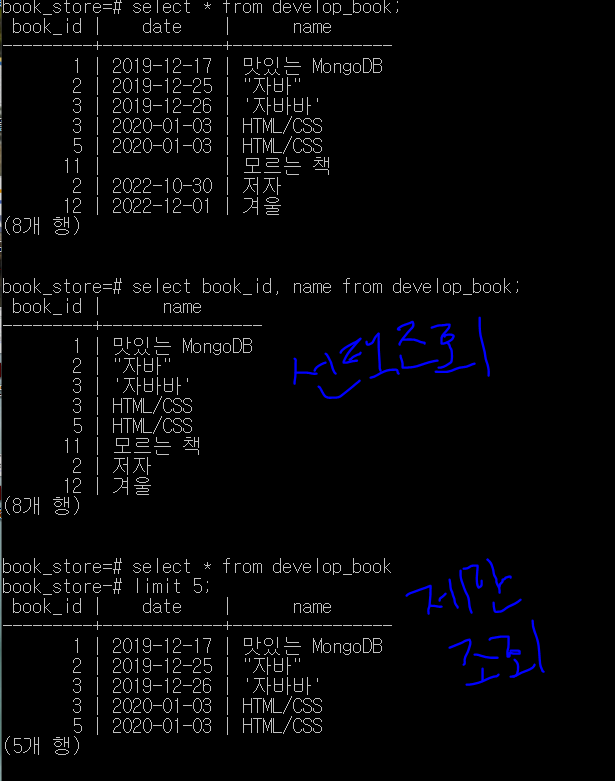 book_store=# select * from develop_book;
book_id | date | name
---------+------------+----------------
1 | 2019-12-17 | 맛있는 MongoDB
2 | 2019-12-25 | "자바"
3 | 2019-12-26 | '자바바'
3 | 2020-01-03 | HTML/CSS
5 | 2020-01-03 | HTML/CSS
11 | | 모르는 책
2 | 2022-10-30 | 저자
12 | 2022-12-01 | 겨울
(8개 행)
book_store=# select book_id, name from develop_book;
book_id | name
---------+----------------
1 | 맛있는 MongoDB
2 | "자바"
3 | '자바바'
3 | HTML/CSS
5 | HTML/CSS
11 | 모르는 책
2 | 저자
12 | 겨울
(8개 행)
선택조회
book_store=# select * from develop_book
book_store-# limit 5;
book_id | date | name
---------+------------+----------------
1 | 2019-12-17 | 맛있는 MongoDB
2 | 2019-12-25 | "자바"
3 | 2019-12-26 | '자바바'
3 | 2020-01-03 | HTML/CSS
5 | 2020-01-03 | HTML/CSS
(5개 행)
제한
조회